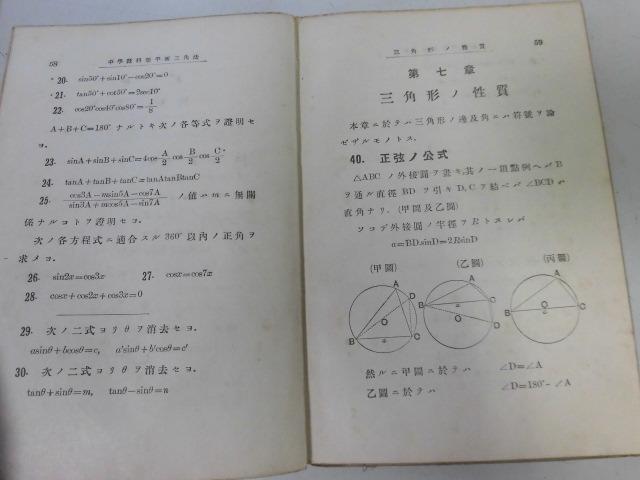 58
中學教科書平面三角法
20. sin50°+sin10°−cos20°=0
21. tan50°+cot50°=2sec10°
22. cos20°cos40°cos80°=1/8
A+B+C=180° ナルトキ次ノ各等式ヲ證明セ
ヨ.
23. sinA+sinB+sinC=4cos A/2 cos B/2 cos C/2.
24. tanA+tanB+tanC=tanAtanBtanC
25. (cos3A−msin5A−cos7A)/(sin3A+mcos5A−sin7A) ノ値ハmニ無關
係ナルコトヲ證明セヨ.
次ノ各方程式ニ適合スル360°以内ノ正角ヲ
求メヨ.
26. sin2x=cos3x 27. cosx=cos7x
28. cosx+cos2x+cos3x=0
29. 次ノ二式ヨリθヲ消去セヨ.
asinθ+bcosθ=c, a′sinθ+b′cosθ=c′
30. 次ノ二式ヨリθヲ消去セヨ.
tanθ+sinθ=m, tanθ−sinθ=n
三角形ノ性質
59
第七章
三角形ノ性質
本章ニ於テハ三角形ノ邊及角ニハ符號ヲ論
ゼザルモノトス.
40. 正弦ノ公式
△ABCノ外接圓ヲ畫キ,其ノ一頂點例ヘバB
ヲ通ル直徑BDヲ引キD,Cヲ結ベバ∠BCDハ
直角ナリ.(甲圖及乙圖)
ソコデ外接圓ノ半徑ヲRトスレバ
a=BD.sinD=2RsinD
(甲圖) (乙圖) (丙圖)
A D O B C
A B C O D
A B C O
然ルニ甲圖ニ於テハ ∠D=∠A
乙圖ニ於テハ ∠D=180°−∠A